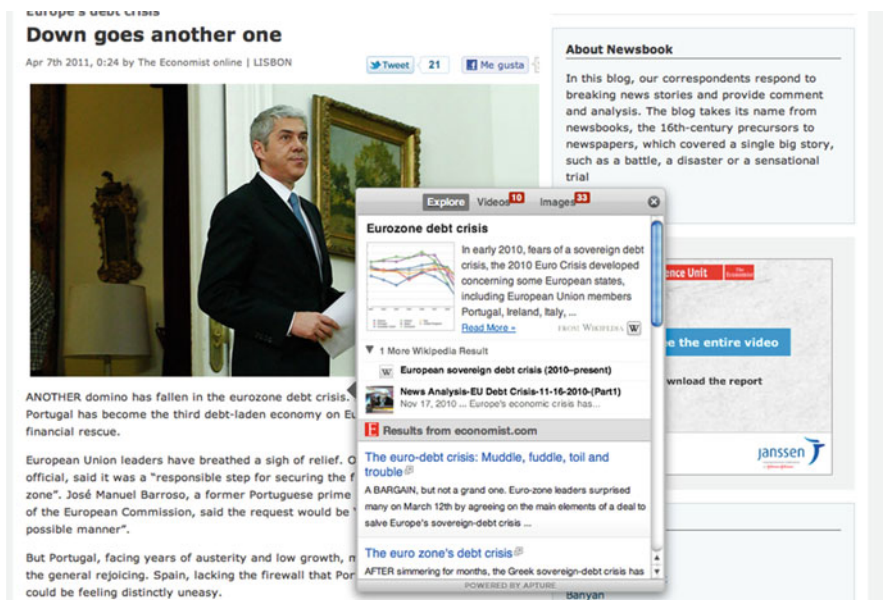 Europe's debt crisis
Down goes another one
Apr 7th 2011, 0:24 by The Economist online | LISBON
Tweet 21 Me gusta
ANOTHER domino has fallen in the eurozone debt crisis.
Portugal has become the third debt-laden economy on
financial rescue.
European Union leaders have breathed a sigh of relief.
official, said it was a "responsible step for securing the
zone". José Manuel Barroso, a former Portuguese prime
of the European Commission, said the request would be
possible manner".
But Portugal, facing years of austerity and low growth,
the general rejoicing. Spain, lacking the firewall that
could be feeling distinctly uneasy.
Explore Videos 10 Images 33
Eurozone debt crisis
In early 2010, fears of a sovereign debt
crisis, the 2010 Euro Crisis developed
concerning some European states,
including European Union members
Portugal, Ireland, Italy, ...
Read More » FROM WIKIPEDIA W
1 More Wikipedia Result
W European sovereign debt crisis (2010–present)
News Analysis-EU Debt Crisis-11-16-2010-(Part1)
Nov 17, 2010 ... Europe's economic crisis has...
E Results from economist.com
The euro-debt crisis: Muddle, fuddle, toil and
trouble
A BARGAIN, but not a grand one. Euro-zone leaders surprised
many on March 12th by agreeing on the main elements of a deal to
salve Europe's sovereign-debt crisis ...
The euro zone's debt crisis
AFTER simmering for months, the Greek sovereign-debt crisis has
POWERED BY APTURE
About Newsbook
In this blog, our correspondents respond to
breaking news stories and provide comment
and analysis. The blog takes its name from
newsbooks, the 16th-century precursors to
newspapers, which covered a single big story,
such as a battle, a disaster or a sensational
trial
Unit The Economist
the entire video
the report
janssen
Banyan